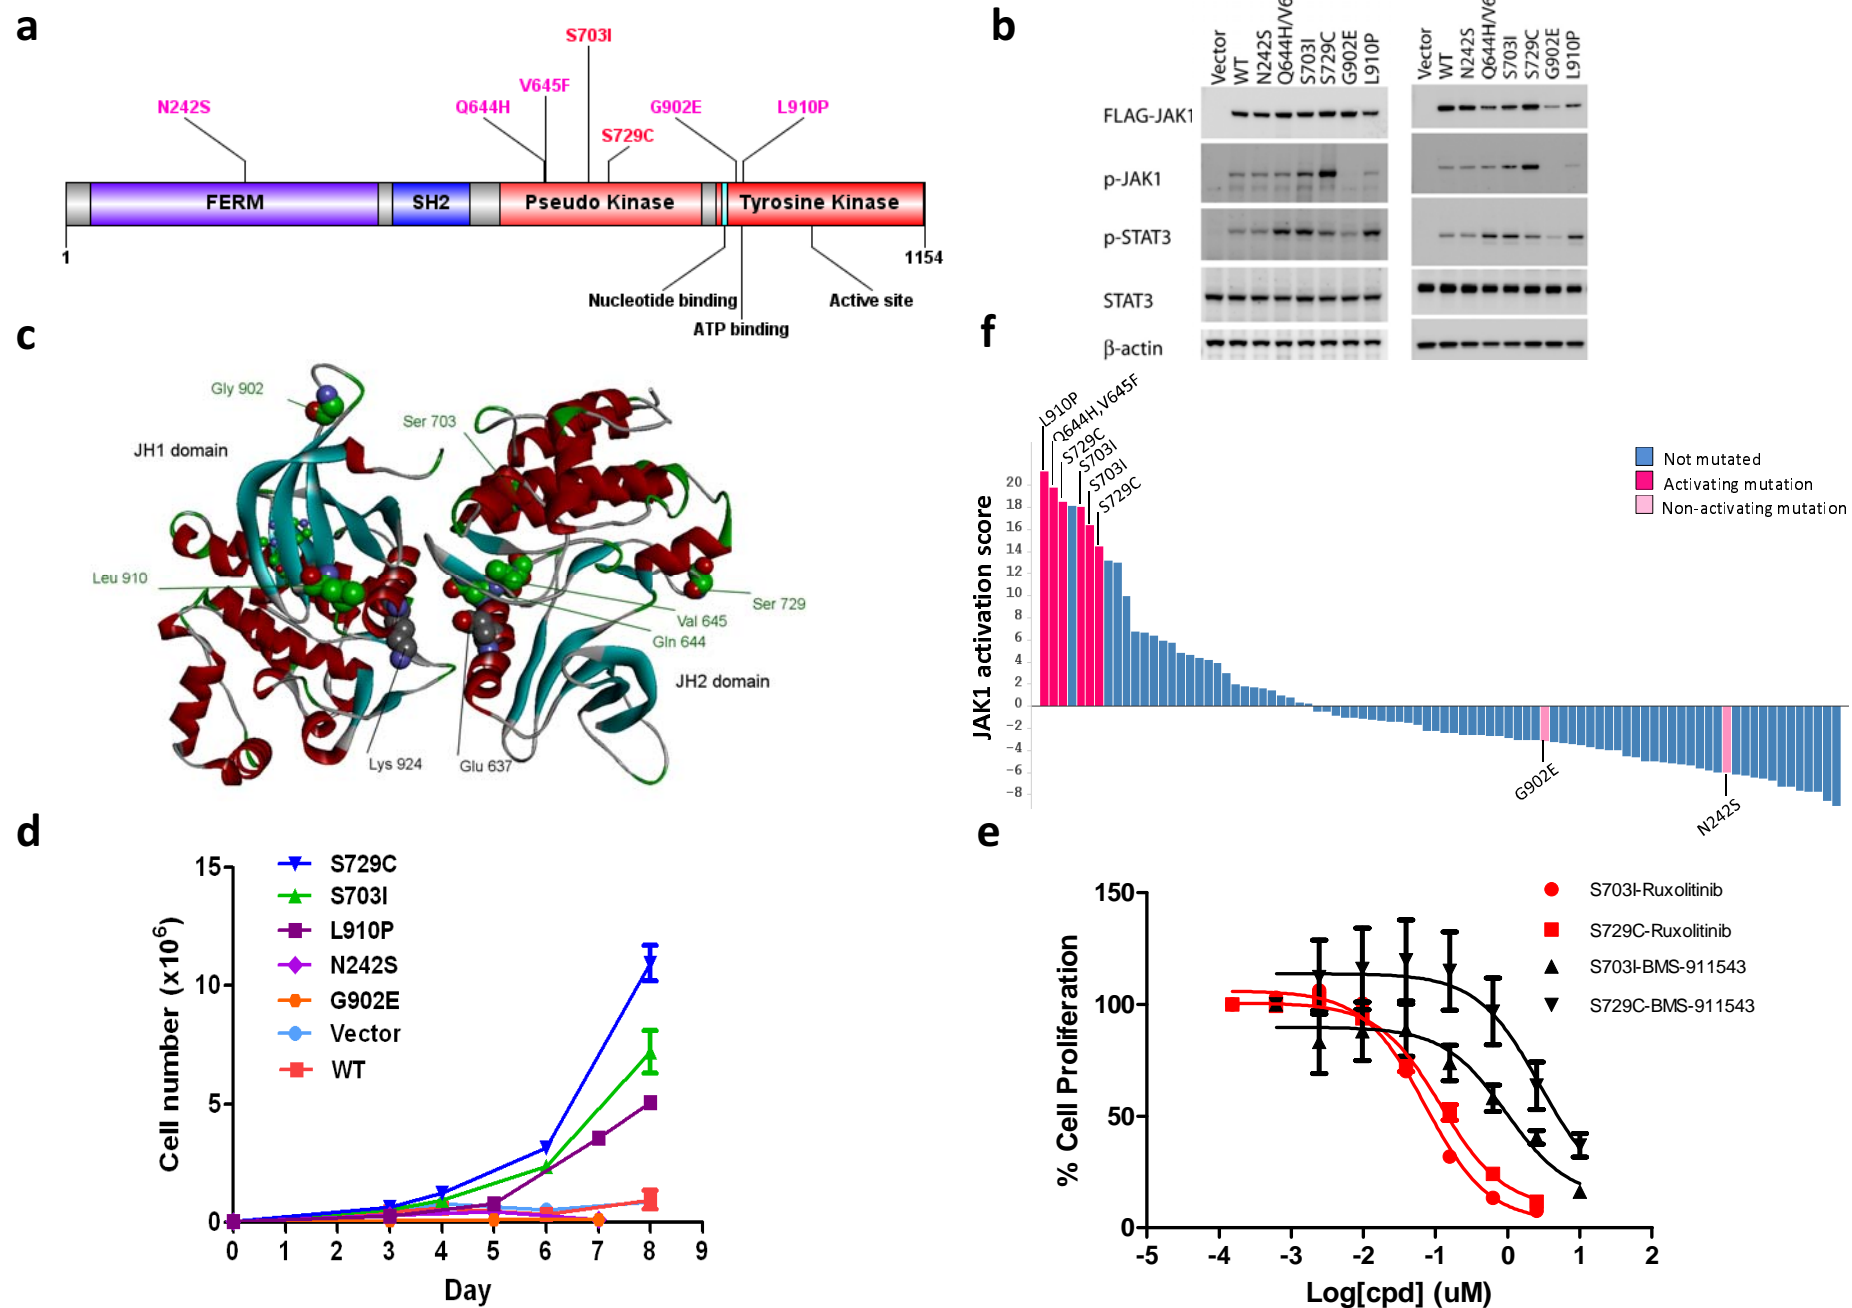 a
S703I
V645F
N242S
Q644H
G902E
L910P
S729C
FERM
SH2
Pseudo Kinase
Tyrosine Kinase
1
1154
Nucleotide binding
Active site
ATP binding
b
Vector
WT
N242S
Q644H/V6
S703I
S729C
G902E
L910P
Vector
WT
N242S
Q644H/V6
S703I
S729C
G902E
L910P
FLAG-JAK1
p-JAK1
p-STAT3
STAT3
β-actin
c
Gly 902
Ser 703
JH1 domain
Leu 910
Ser 729
Val 645
Gln 644
JH2 domain
Lys 924
Glu 637
f
L910P
Q644H,V645F
S729C
S703I
S703I
S729C
Not mutated
Activating mutation
Non-activating mutation
JAK1 activation score
20
18
16
14
12
10
8
6
4
2
0
−2
−4
−6
−8
G902E
N242S
d
S729C
S703I
L910P
N242S
G902E
Vector
WT
Cell number (x10⁶)
15
10
5
0
0 1 2 3 4 5 6 7 8 9
Day
e
S703I-Ruxolitinib
S729C-Ruxolitinib
S703I-BMS-911543
S729C-BMS-911543
% Cell Proliferation
150
100
50
0
-5 -4 -3 -2 -1 0 1 2
Log[cpd] (uM)